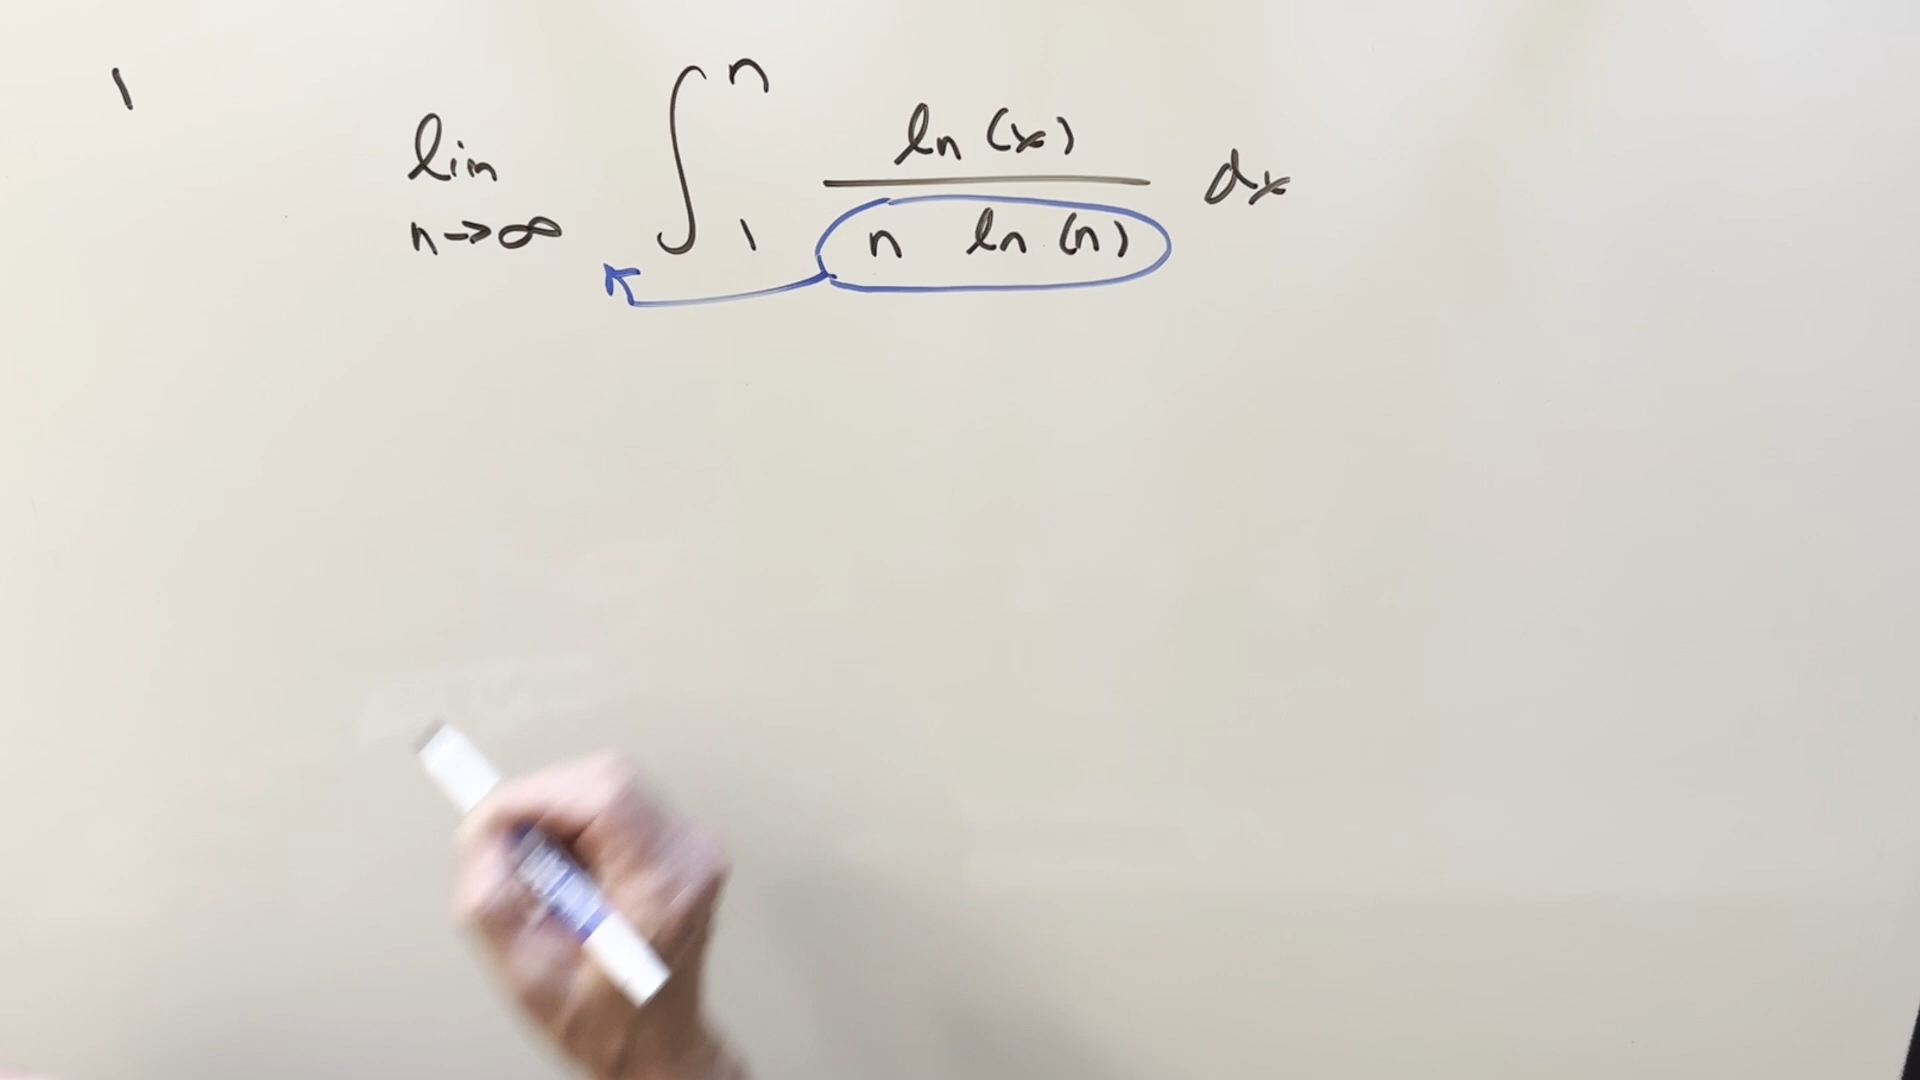 \
lim n→∞ ∫₁ⁿ ln (x) / n ln (n) dx